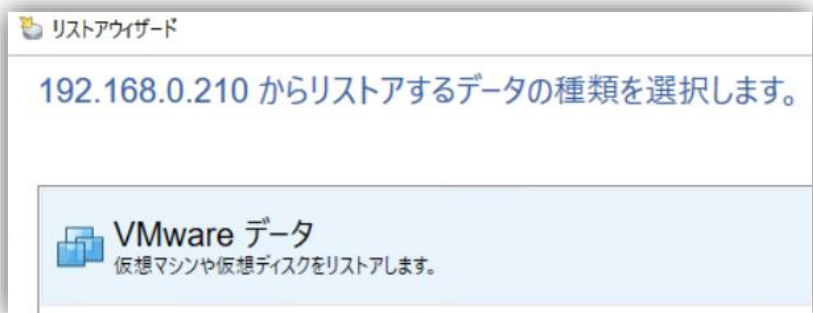 リストアウィザード
192.168.0.210 からリストアするデータの種類を選択します。
VMware データ
仮想マシンや仮想ディスクをリストアします。